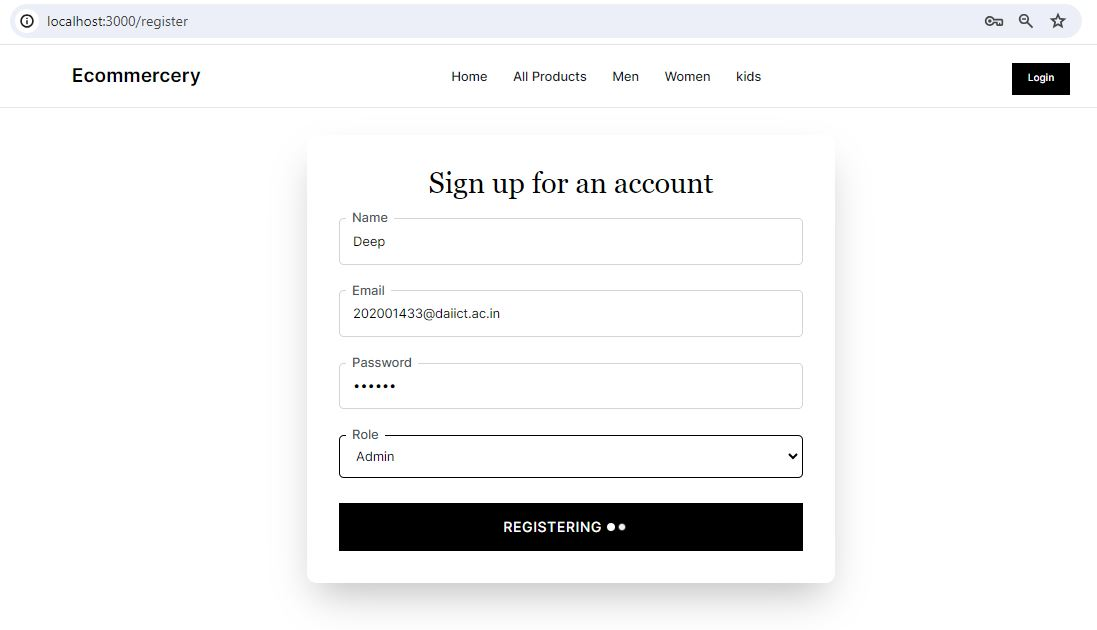 localhost:3000/register
Ecommercery
Home All Products Men Women kids
Login
Sign up for an account
Name
Deep
Email
202001433@daiict.ac.in
Password
••••••
Role
Admin
REGISTERING